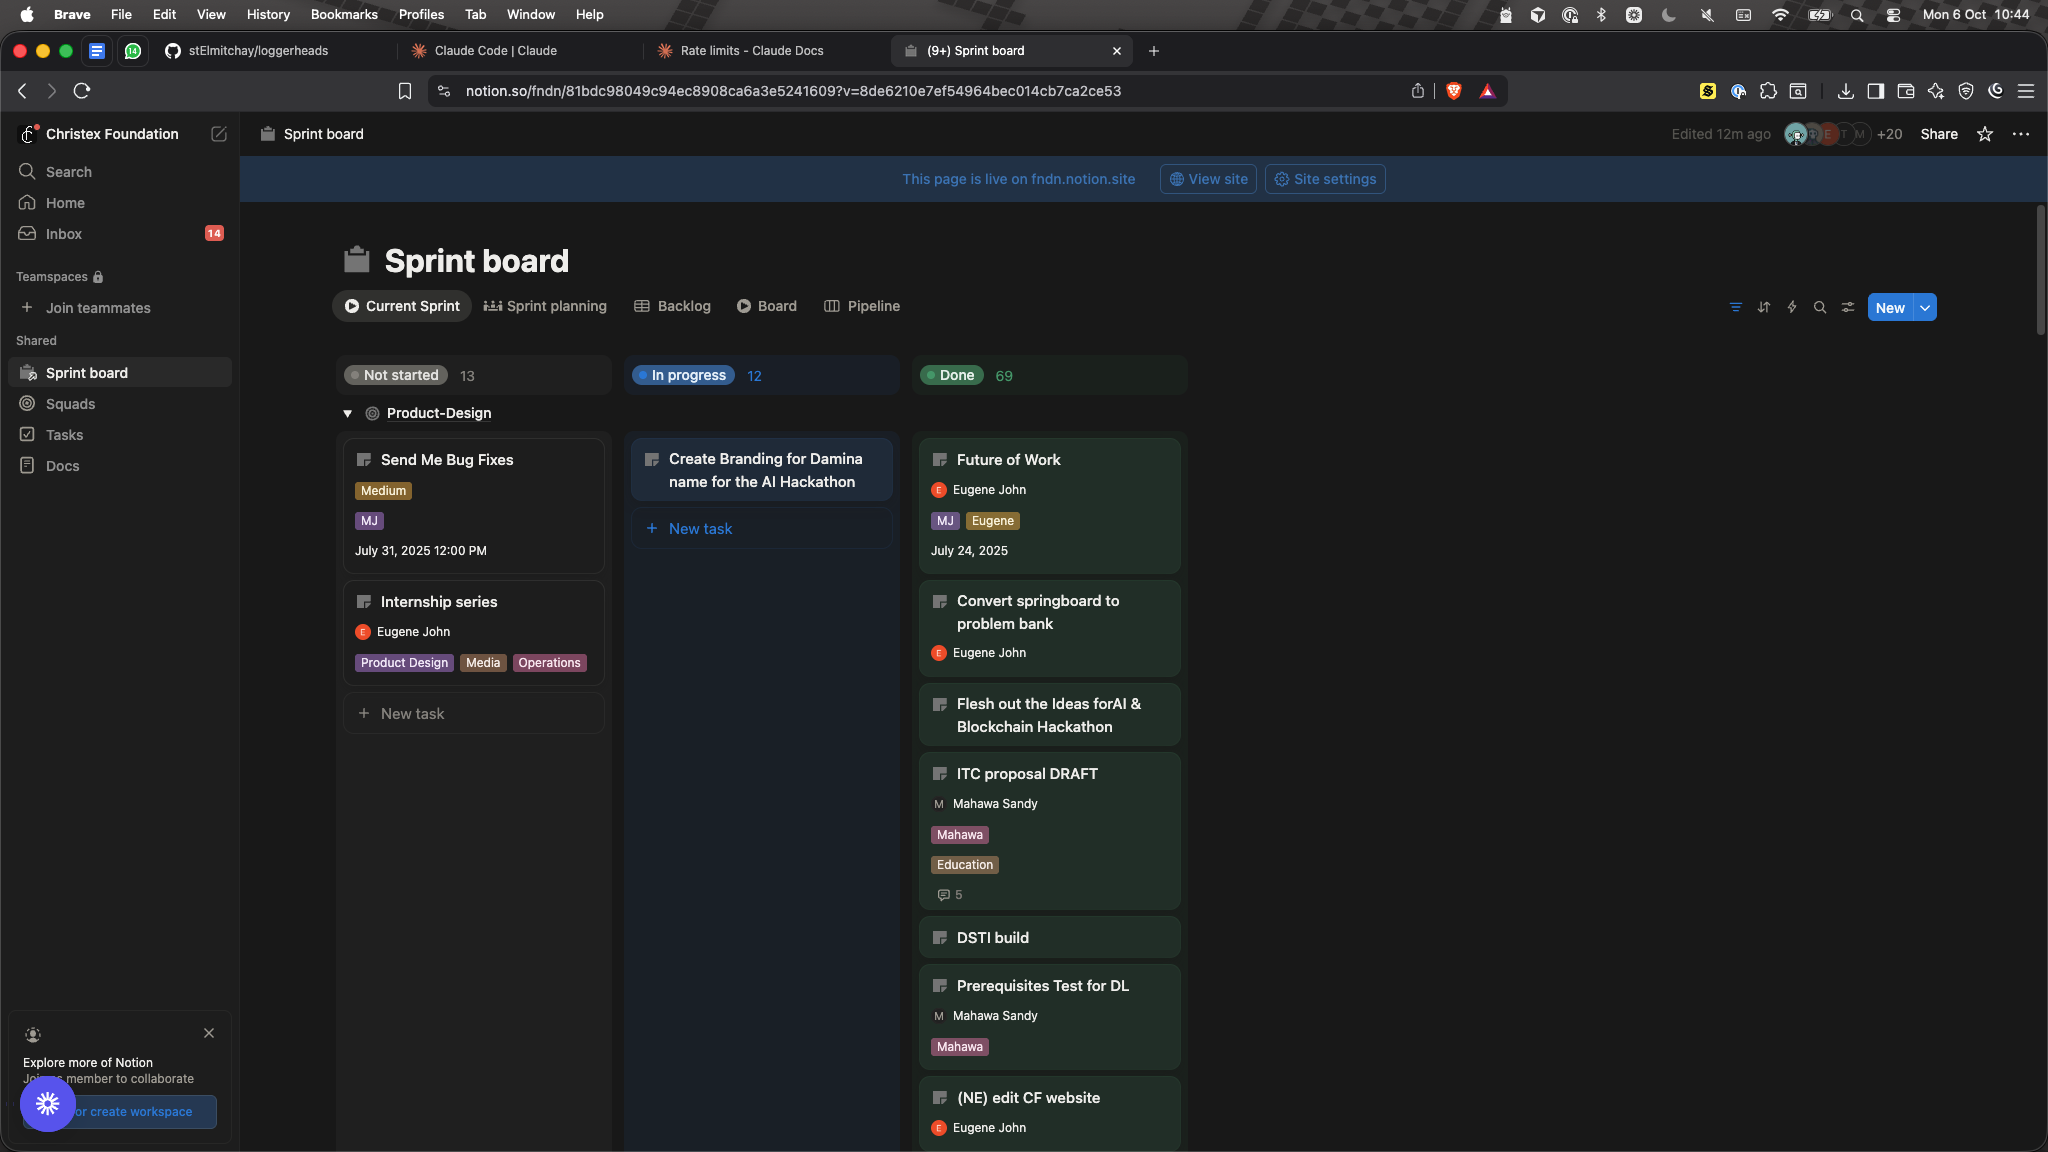 Brave File Edit View History Bookmarks Profiles Tab Window Help
Mon 6 Oct 10:44
14
stElmitchay/loggerheads
Claude Code | Claude
Rate limits - Claude Docs
(9+) Sprint board
notion.so/fndn/81bdc98049c94ec8908ca6a3e5241609?v=8de6210e7ef54964bec014cb7ca2ce53
Christex Foundation
Sprint board
Edited 12m ago
E T M +20
Share
Search
Home
Inbox 14
Teamspaces
Join teammates
Shared
Sprint board
Squads
Tasks
Docs
This page is live on fndn.notion.site
View site
Site settings
Sprint board
Current Sprint
Sprint planning
Backlog
Board
Pipeline
New
Not started 13
In progress 12
Done 69
Product-Design
Send Me Bug Fixes
Medium
MJ
July 31, 2025 12:00 PM
Internship series
E Eugene John
Product Design Media Operations
+ New task
Create Branding for Damina
name for the AI Hackathon
+ New task
Future of Work
E Eugene John
MJ Eugene
July 24, 2025
Convert springboard to
problem bank
E Eugene John
Flesh out the Ideas forAI &
Blockchain Hackathon
ITC proposal DRAFT
M Mahawa Sandy
Mahawa
Education
5
DSTI build
Prerequisites Test for DL
M Mahawa Sandy
Mahawa
(NE) edit CF website
E Eugene John
Explore more of Notion
member to collaborate
or create workspace